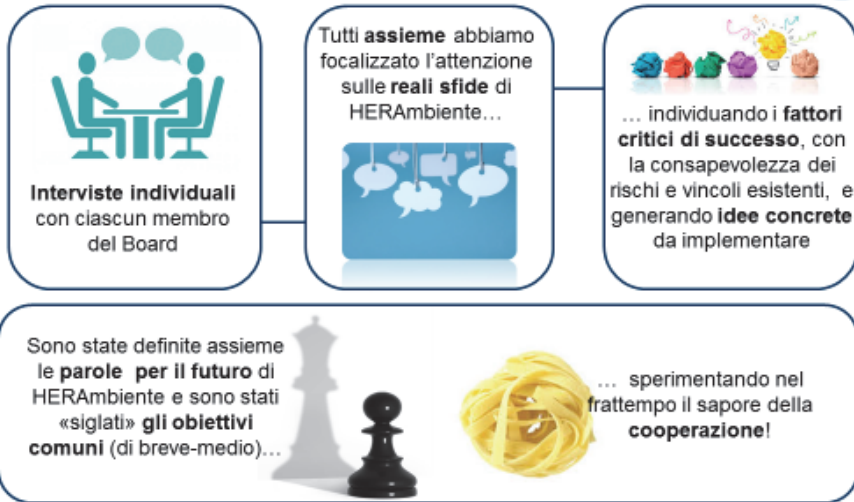 Interviste individuali
con ciascun membro
del Board
Tutti assieme abbiamo
focalizzato l'attenzione
sulle reali sfide di
HERAmbiente…
… individuando i fattori
critici di successo, con
la consapevolezza dei
rischi e vincoli esistenti, e
generando idee concrete
da implementare
Sono state definite assieme
le parole per il futuro di
HERAmbiente e sono stati
«siglati» gli obiettivi
comuni (di breve-medio)…
… sperimentando nel
frattempo il sapore della
cooperazione!